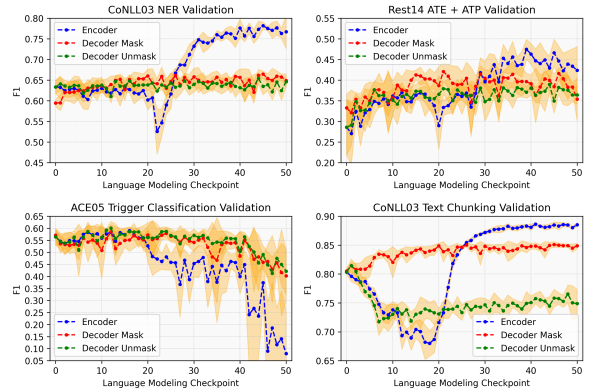 CoNLL03 NER Validation
0.80
0.75
0.70
0.65
0.60
0.55
0.50
0.45
F1
Encoder
Decoder Mask
Decoder Unmask
0 10 20 30 40 50
Language Modeling Checkpoint
Rest14 ATE + ATP Validation
0.55
0.50
0.45
0.40
0.35
0.30
0.25
0.20
F1
Encoder
Decoder Mask
Decoder Unmask
0 10 20 30 40 50
Language Modeling Checkpoint
ACE05 Trigger Classification Validation
0.65
0.60
0.55
0.50
0.45
0.40
0.35
0.30
0.25
0.20
0.15
0.10
0.05
F1
Encoder
Decoder Mask
Decoder Unmask
0 10 20 30 40 50
Language Modeling Checkpoint
CoNLL03 Text Chunking Validation
0.90
0.85
0.80
0.75
0.70
0.65
F1
Encoder
Decoder Mask
Decoder Unmask
0 10 20 30 40 50
Language Modeling Checkpoint